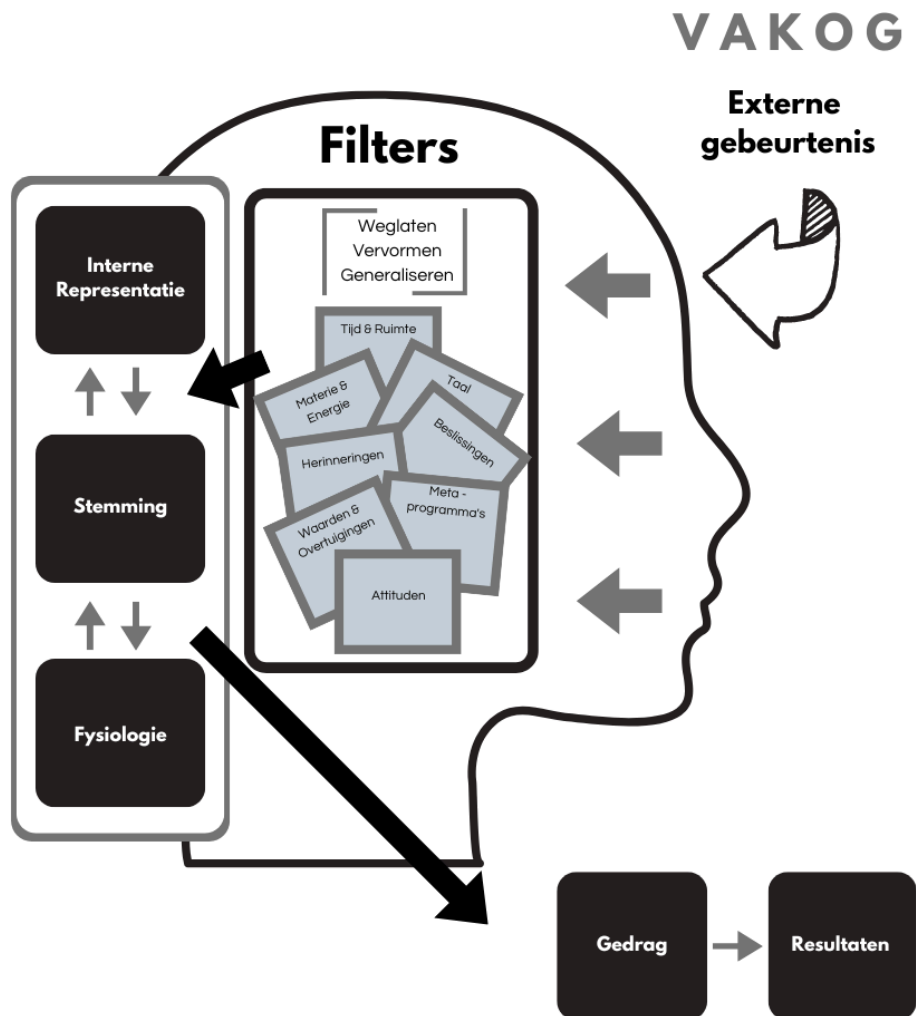 VAKOG
Externe
gebeurtenis
Filters
Weglaten
Vervormen
Generaliseren
Tijd & Ruimte
Materie &
Energie
Taal
Beslissingen
Herinneringen
Meta -
programma's
Waarden &
Overtuigingen
Attituden
Interne
Representatie
Stemming
Fysiologie
Gedrag
Resultaten